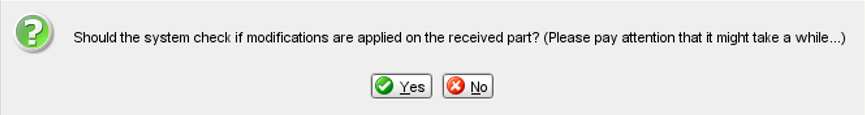 Should the system check if modifications are applied on the received part? (Please pay attention that it might take a while...)
Yes No